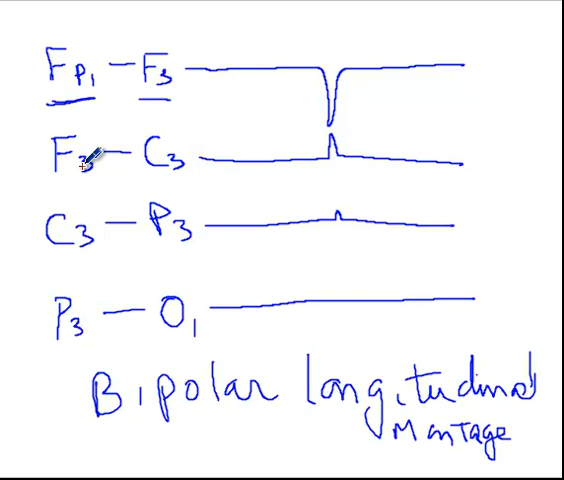 Fp1 - F3
F3 - C3
C3 - P3
P3 - O1
Bipolar longitudinal
Montage